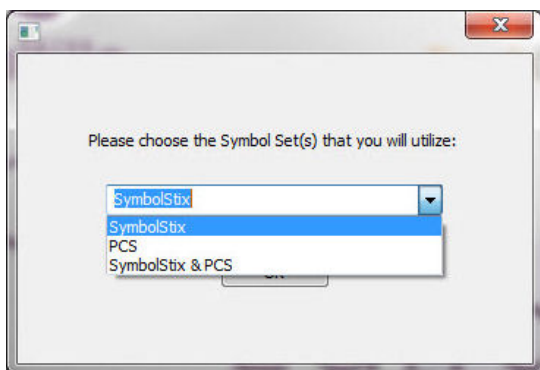 Please choose the Symbol Set(s) that you will utilize:
SymbolStix
SymbolStix
PCS
SymbolStix & PCS